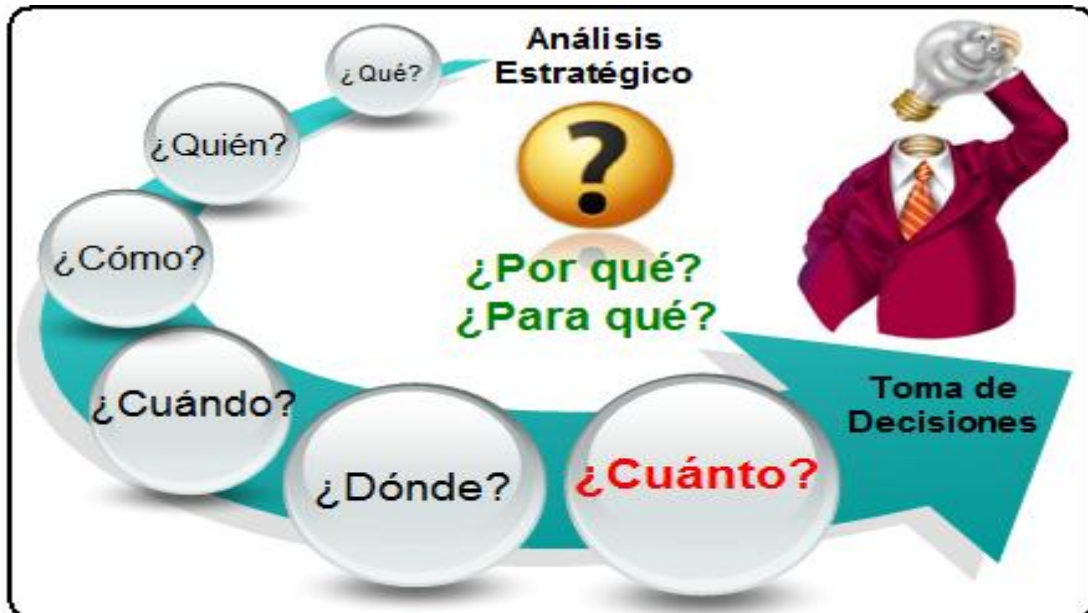 ¿Qué?
Análisis
Estratégico
¿Quién?
?
¿Cómo?
¿Por qué?
¿Para qué?
¿Cuándo?
¿Dónde?
¿Cuánto?
Toma de
Decisiones